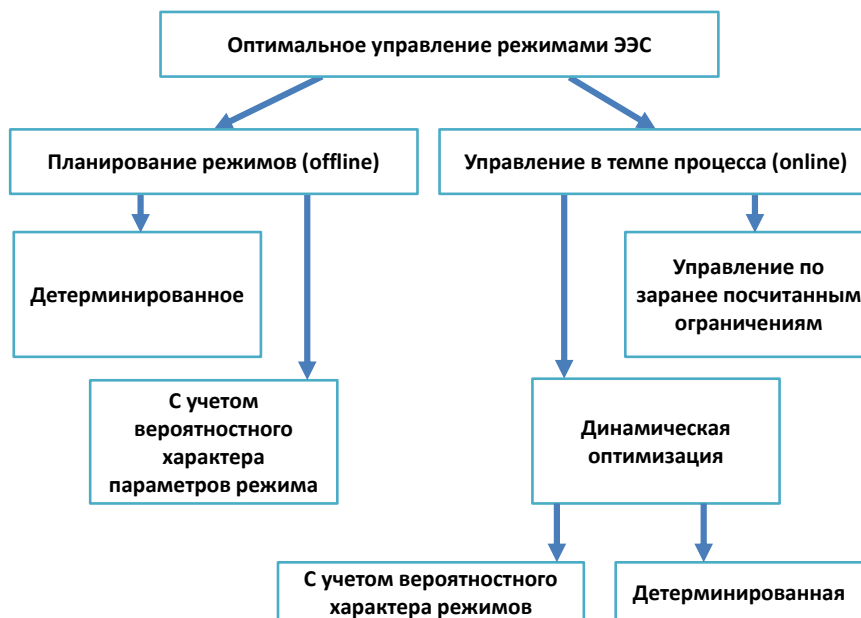 Оптимальное управление режимами ЭЭС
Планирование режимов (offline)
Управление в темпе процесса (online)
Детерминированное
Управление по
заранее посчитанным
ограничениям
С учетом
вероятностного
характера
параметров режима
Динамическая
оптимизация
С учетом вероятностного
характера режимов
Детерминированная